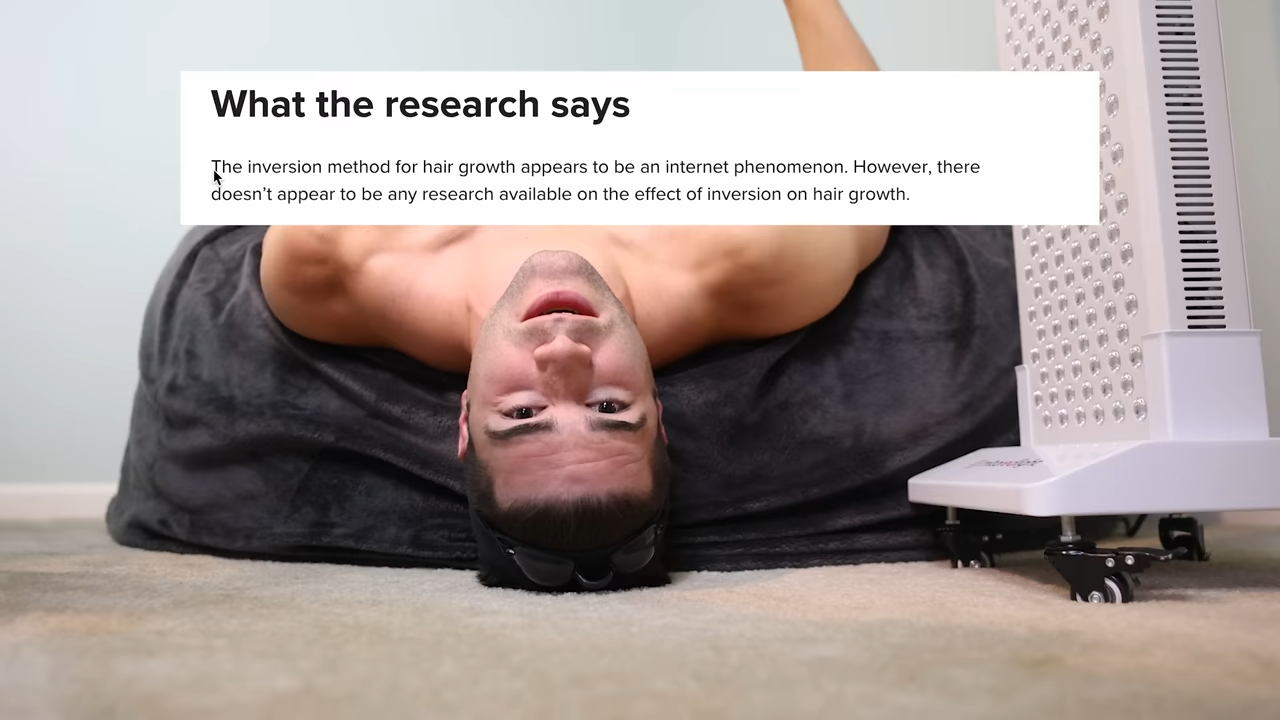 What the research says
The inversion method for hair growth appears to be an internet phenomenon. However, there
doesn’t appear to be any research available on the effect of inversion on hair growth.